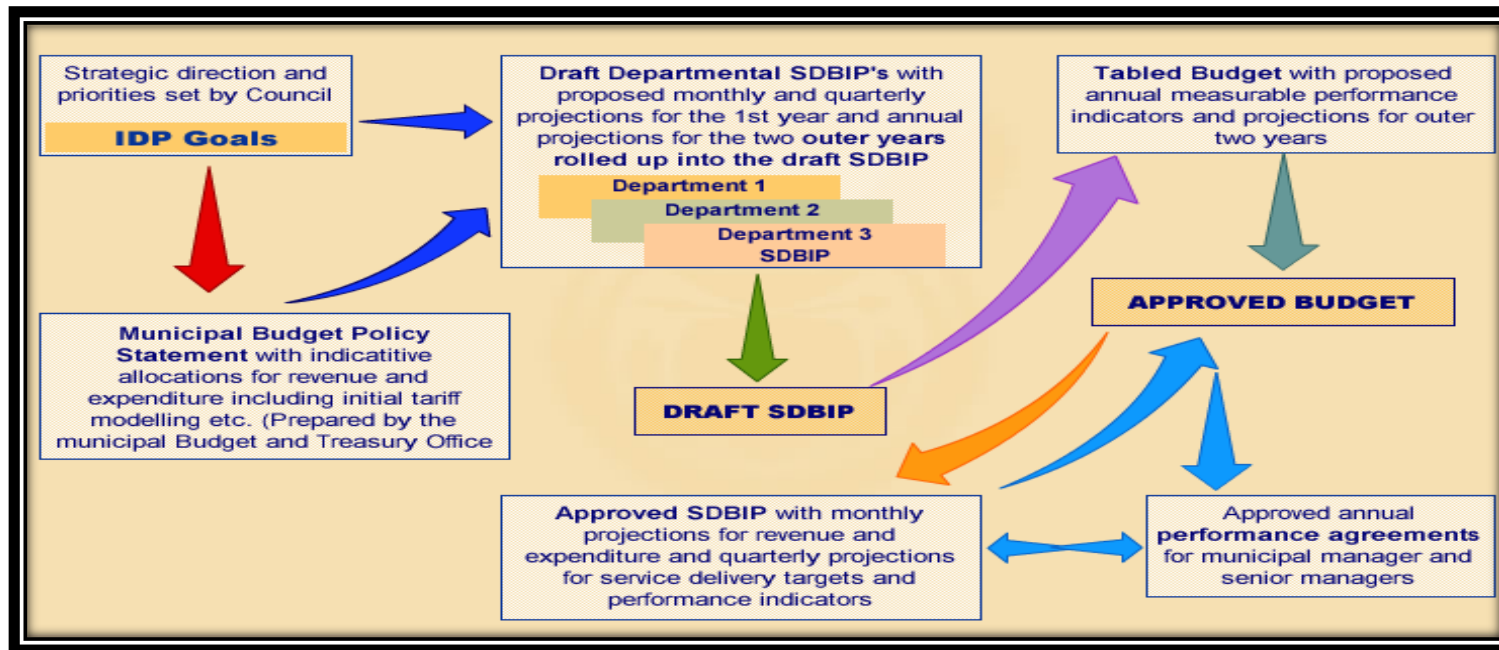 Strategic direction and
priorities set by Council
IDP Goals
Municipal Budget Policy
Statement with indicatitive
allocations for revenue and
expenditure including initial tariff
modelling etc. (Prepared by the
municipal Budget and Treasury Office
Draft Departmental SDBIP's with
proposed monthly and quarterly
projections for the 1st year and annual
projections for the two outer years
rolled up into the draft SDBIP
Department 1
Department 2
Department 3
SDBIP
DRAFT SDBIP
Tabled Budget with proposed
annual measurable performance
indicators and projections for outer
two years
APPROVED BUDGET
Approved SDBIP with monthly
projections for revenue and
expenditure and quarterly projections
for service delivery targets and
performance indicators
Approved annual
performance agreements
for municipal manager and
senior managers